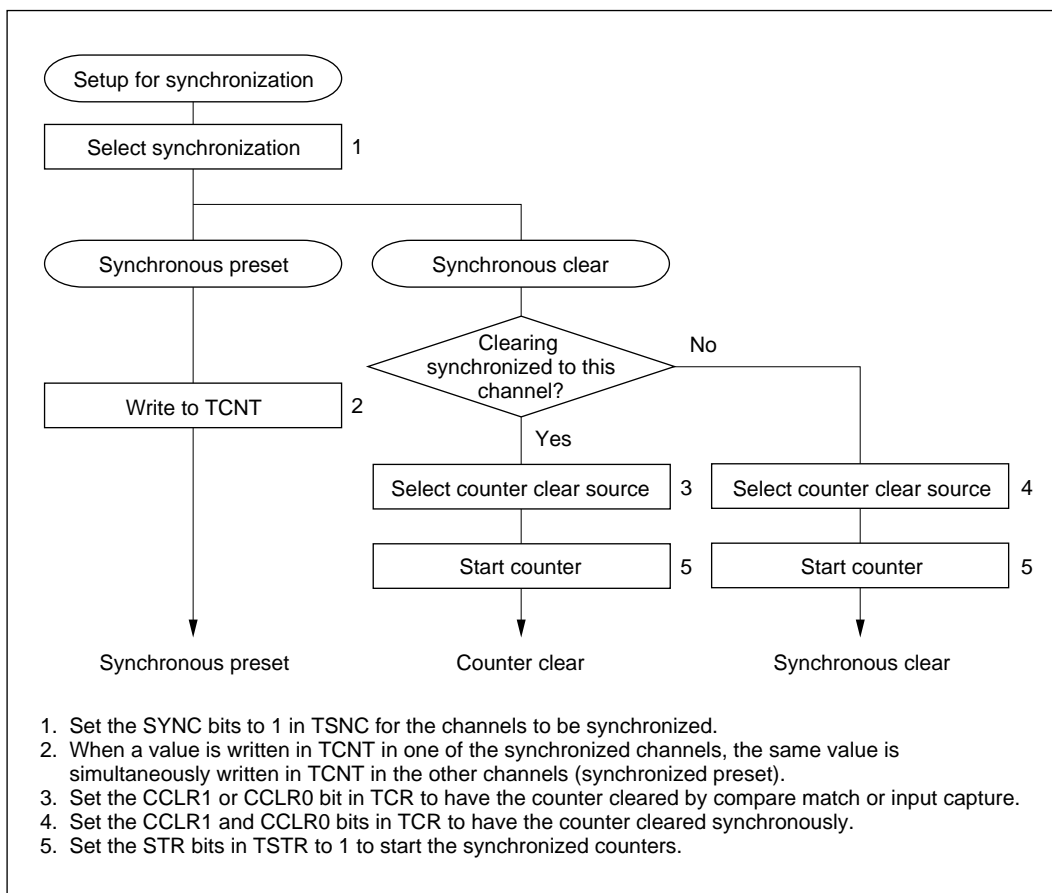 Setup for synchronization
Select synchronization 1
Synchronous preset
Synchronous clear
Clearing
synchronized to this
channel?
No
Write to TCNT 2
Yes
Select counter clear source 3
Select counter clear source 4
Start counter 5
Start counter 5
Synchronous preset
Counter clear
Synchronous clear
1. Set the SYNC bits to 1 in TSNC for the channels to be synchronized.
2. When a value is written in TCNT in one of the synchronized channels, the same value is
simultaneously written in TCNT in the other channels (synchronized preset).
3. Set the CCLR1 or CCLR0 bit in TCR to have the counter cleared by compare match or input capture.
4. Set the CCLR1 and CCLR0 bits in TCR to have the counter cleared synchronously.
5. Set the STR bits in TSTR to 1 to start the synchronized counters.